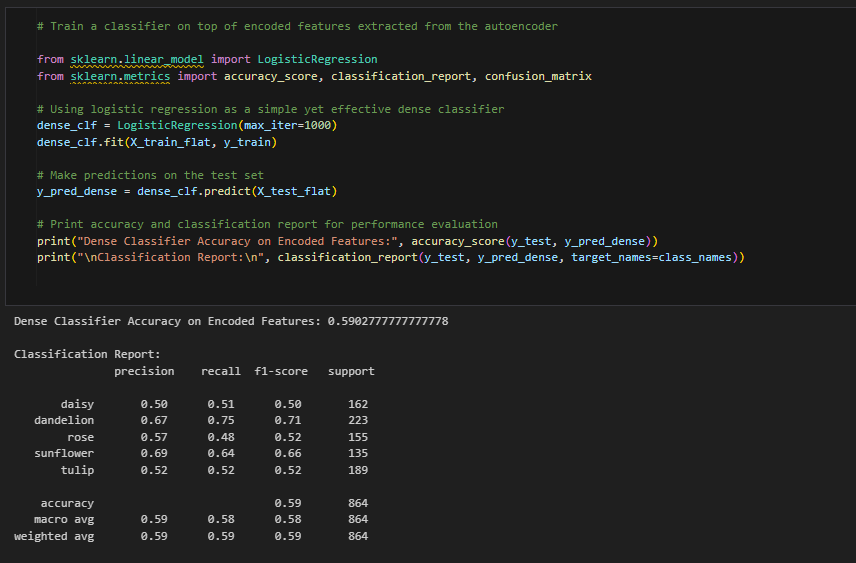 # Train a classifier on top of encoded features extracted from the autoencoder
from sklearn.linear_model import LogisticRegression
from sklearn.metrics import accuracy_score, classification_report, confusion_matrix
# Using logistic regression as a simple yet effective dense classifier
dense_clf = LogisticRegression(max_iter=1000)
dense_clf.fit(X_train_flat, y_train)
# Make predictions on the test set
y_pred_dense = dense_clf.predict(X_test_flat)
# Print accuracy and classification report for performance evaluation
print("Dense Classifier Accuracy on Encoded Features:", accuracy_score(y_test, y_pred_dense))
print("\nClassification Report:\n", classification_report(y_test, y_pred_dense, target_names=class_names))
Dense Classifier Accuracy on Encoded Features: 0.5902777777777778
Classification Report:
precision recall f1-score support
daisy 0.50 0.51 0.50 162
dandelion 0.67 0.75 0.71 223
rose 0.57 0.48 0.52 155
sunflower 0.69 0.64 0.66 135
tulip 0.52 0.52 0.52 189
accuracy 0.59 864
macro avg 0.59 0.58 0.58 864
weighted avg 0.59 0.59 0.59 864